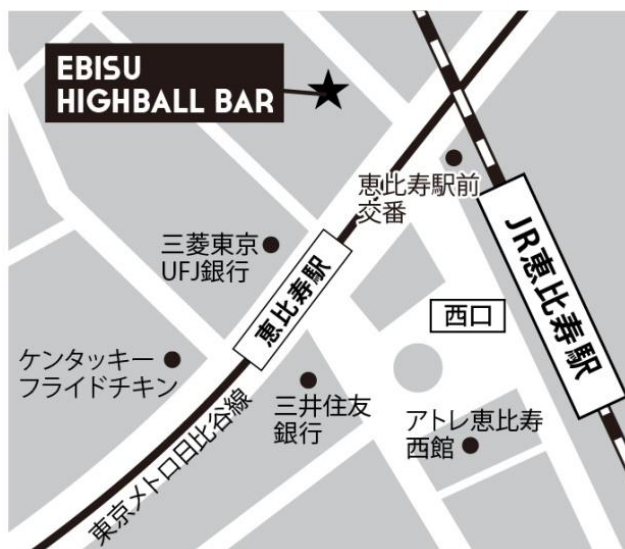 EBISU
HIGHBALL BAR
恵比寿駅前
交番
三菱東京
UFJ銀行
恵比寿駅
JR恵比寿駅
西口
ケンタッキー
フライドチキン
三井住友
銀行
アトレ恵比寿
西館
東京メトロ日比谷線